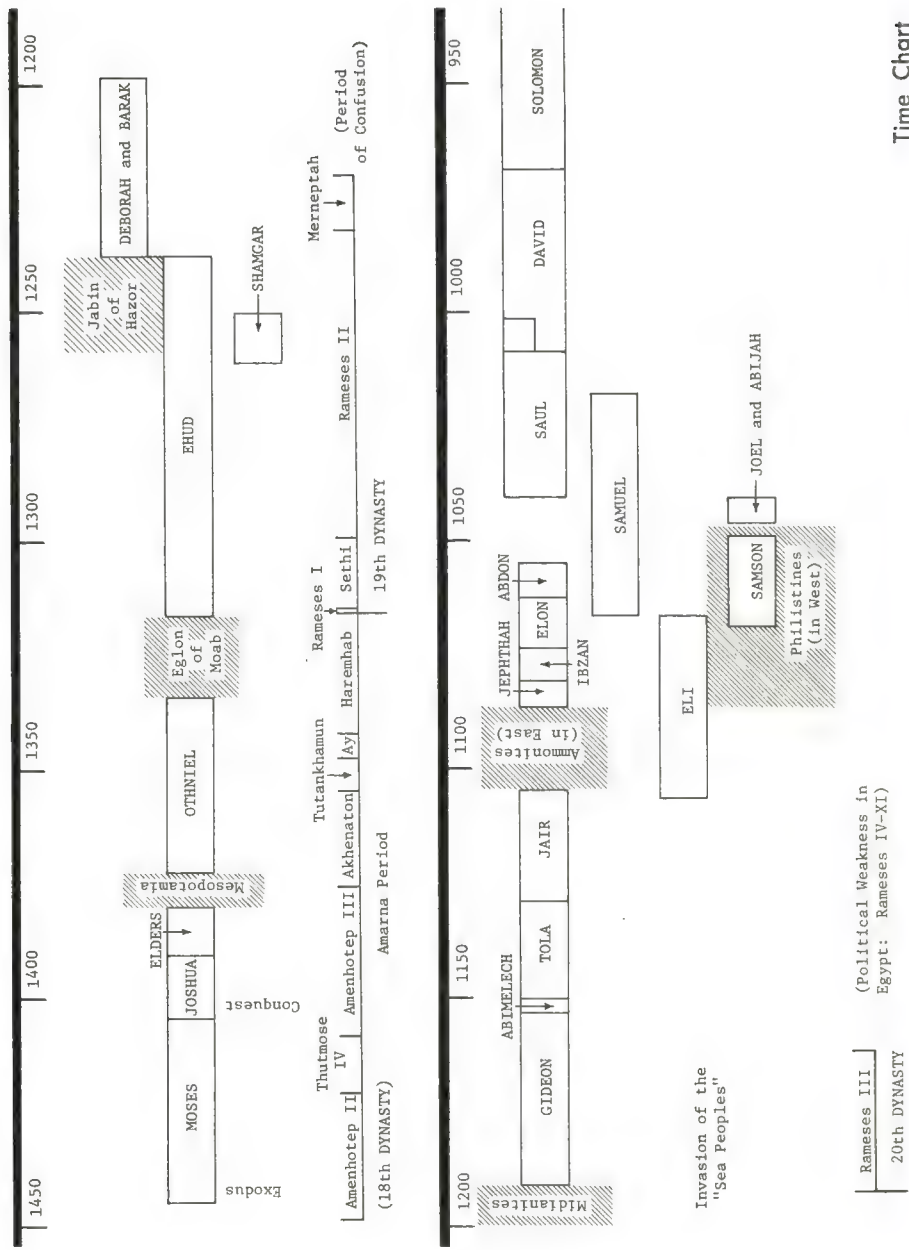 1450
1400
1350
1300
1250
1200
Jabin
of
Hazor
DEBORAH and BARAK
ELDERS
Mesopotamia
Eglon
of
Moab
MOSES
JOSHUA
OTHNIEL
EHUD
Exodus
Conquest
SHAMGAR
Thutmose
IV
Tutankhamun
Rameses I
Merneptah
(Period
of Confusion)
Amenhotep II
Amenhotep III
Akhenaton
Ay
Haremhab
Sethi
Rameses II
(18th DYNASTY)
Amarna Period
19th DYNASTY
1200
1150
1100
1050
1000
950
Midianites
ABIMELECH
Ammonites
(in East)
JEPHTHAH
ABDON
GIDEON
TOLA
JAIR
ELON
IBZAN
SAUL
DAVID
SOLOMON
SAMUEL
ELI
Invasion of the
"Sea Peoples"
SAMSON
Philistines
(in West)
JOEL and ABIJAH
Rameses III
20th DYNASTY
(Political Weakness in
Egypt: Rameses IV-XI)
Time Chart